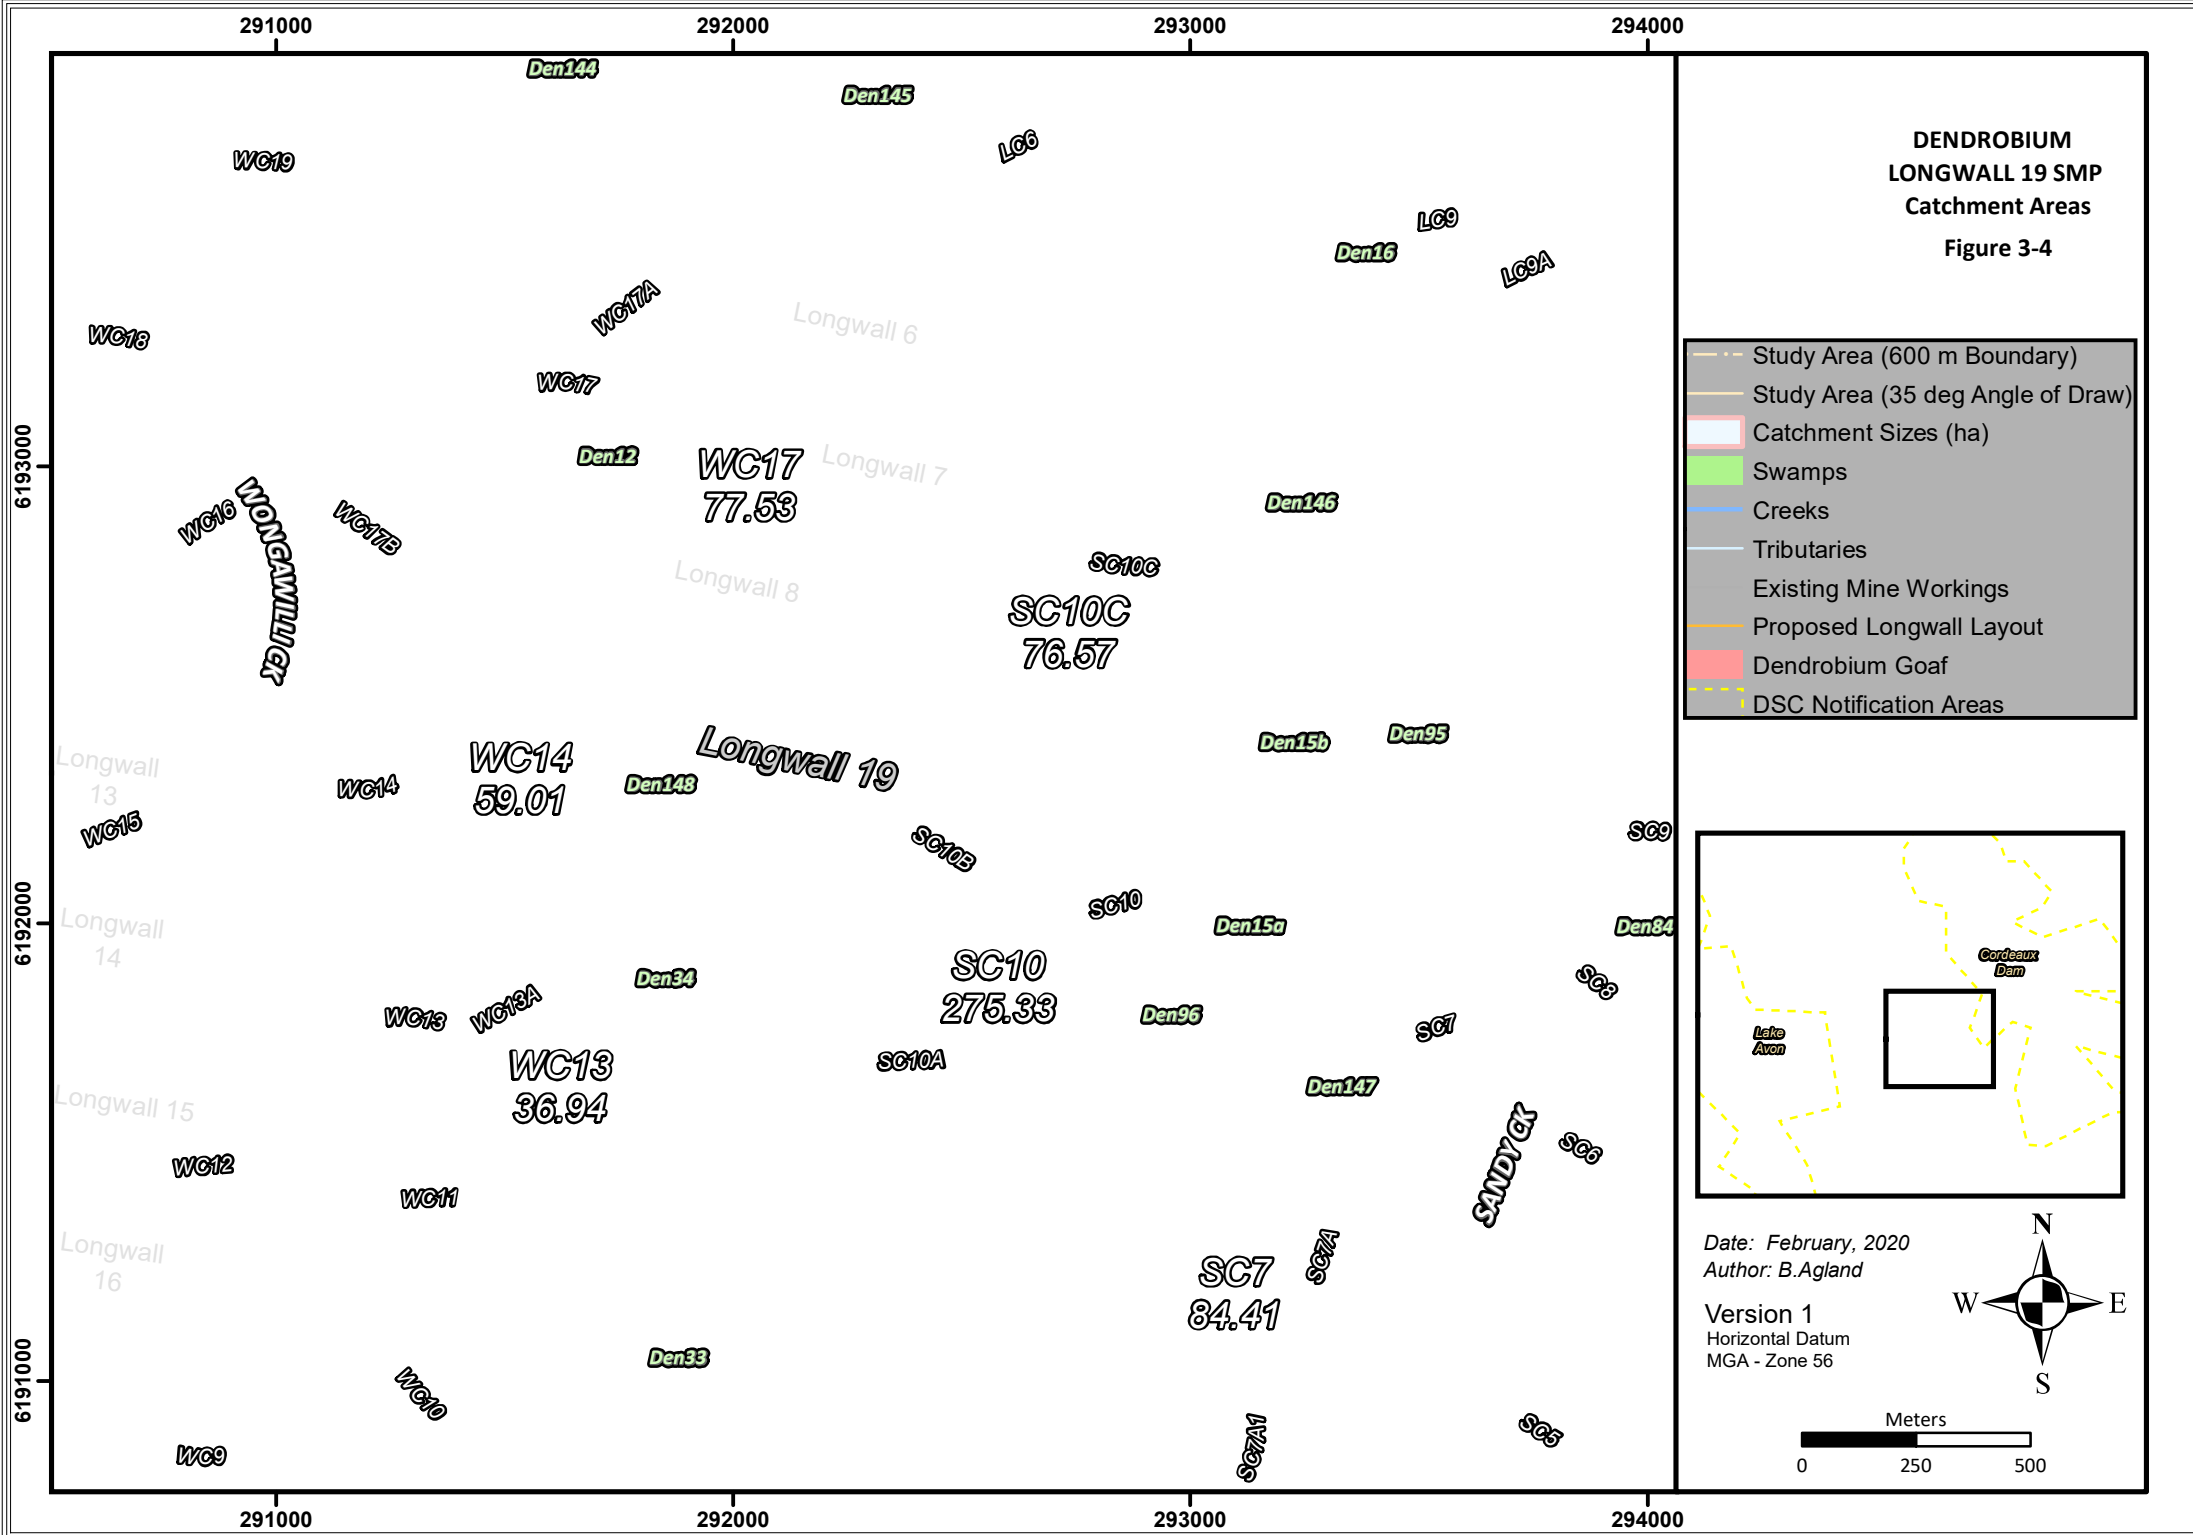 291000 292000 293000 294000
Den144
Den145
LC6
WC19
LC9
Den16
LC9A
WC17A
Longwall 6
WC18
WC17
Den12
WC17
77.53
Longwall 7
6193000
WC16
WONGAWILLI CK
WC17B
Den146
SC10C
Longwall 8
SC10C
76.57
Longwall 19
Den15b
Den95
WC14
59.01
Den148
Longwall
13
WC14
WC15
SC10B
SC9
SC10
6192000
Longwall
14
Den15a
Den84
SC10
275.33
Den34
SC8
WC13
WC13A
Den96
SC7
WC13
36.94
SC10A
Den147
Longwall 15
SANDY CK
SC6
WC12
WC11
Longwall
16
SC7A
SC7
84.41
6191000
Den33
WC10
SC7A1
SC5
WC9
291000 292000 293000 294000
DENDROBIUM
LONGWALL 19 SMP
Catchment Areas
Figure 3-4
Study Area (600 m Boundary)
Study Area (35 deg Angle of Draw)
Catchment Sizes (ha)
Swamps
Creeks
Tributaries
Existing Mine Workings
Proposed Longwall Layout
Dendrobium Goaf
DSC Notification Areas
Cordeaux
Dam
Lake
Avon
Date: February, 2020
Author: B.Agland
Version 1
Horizontal Datum
MGA - Zone 56
N
W E
S
Meters
0 250 500